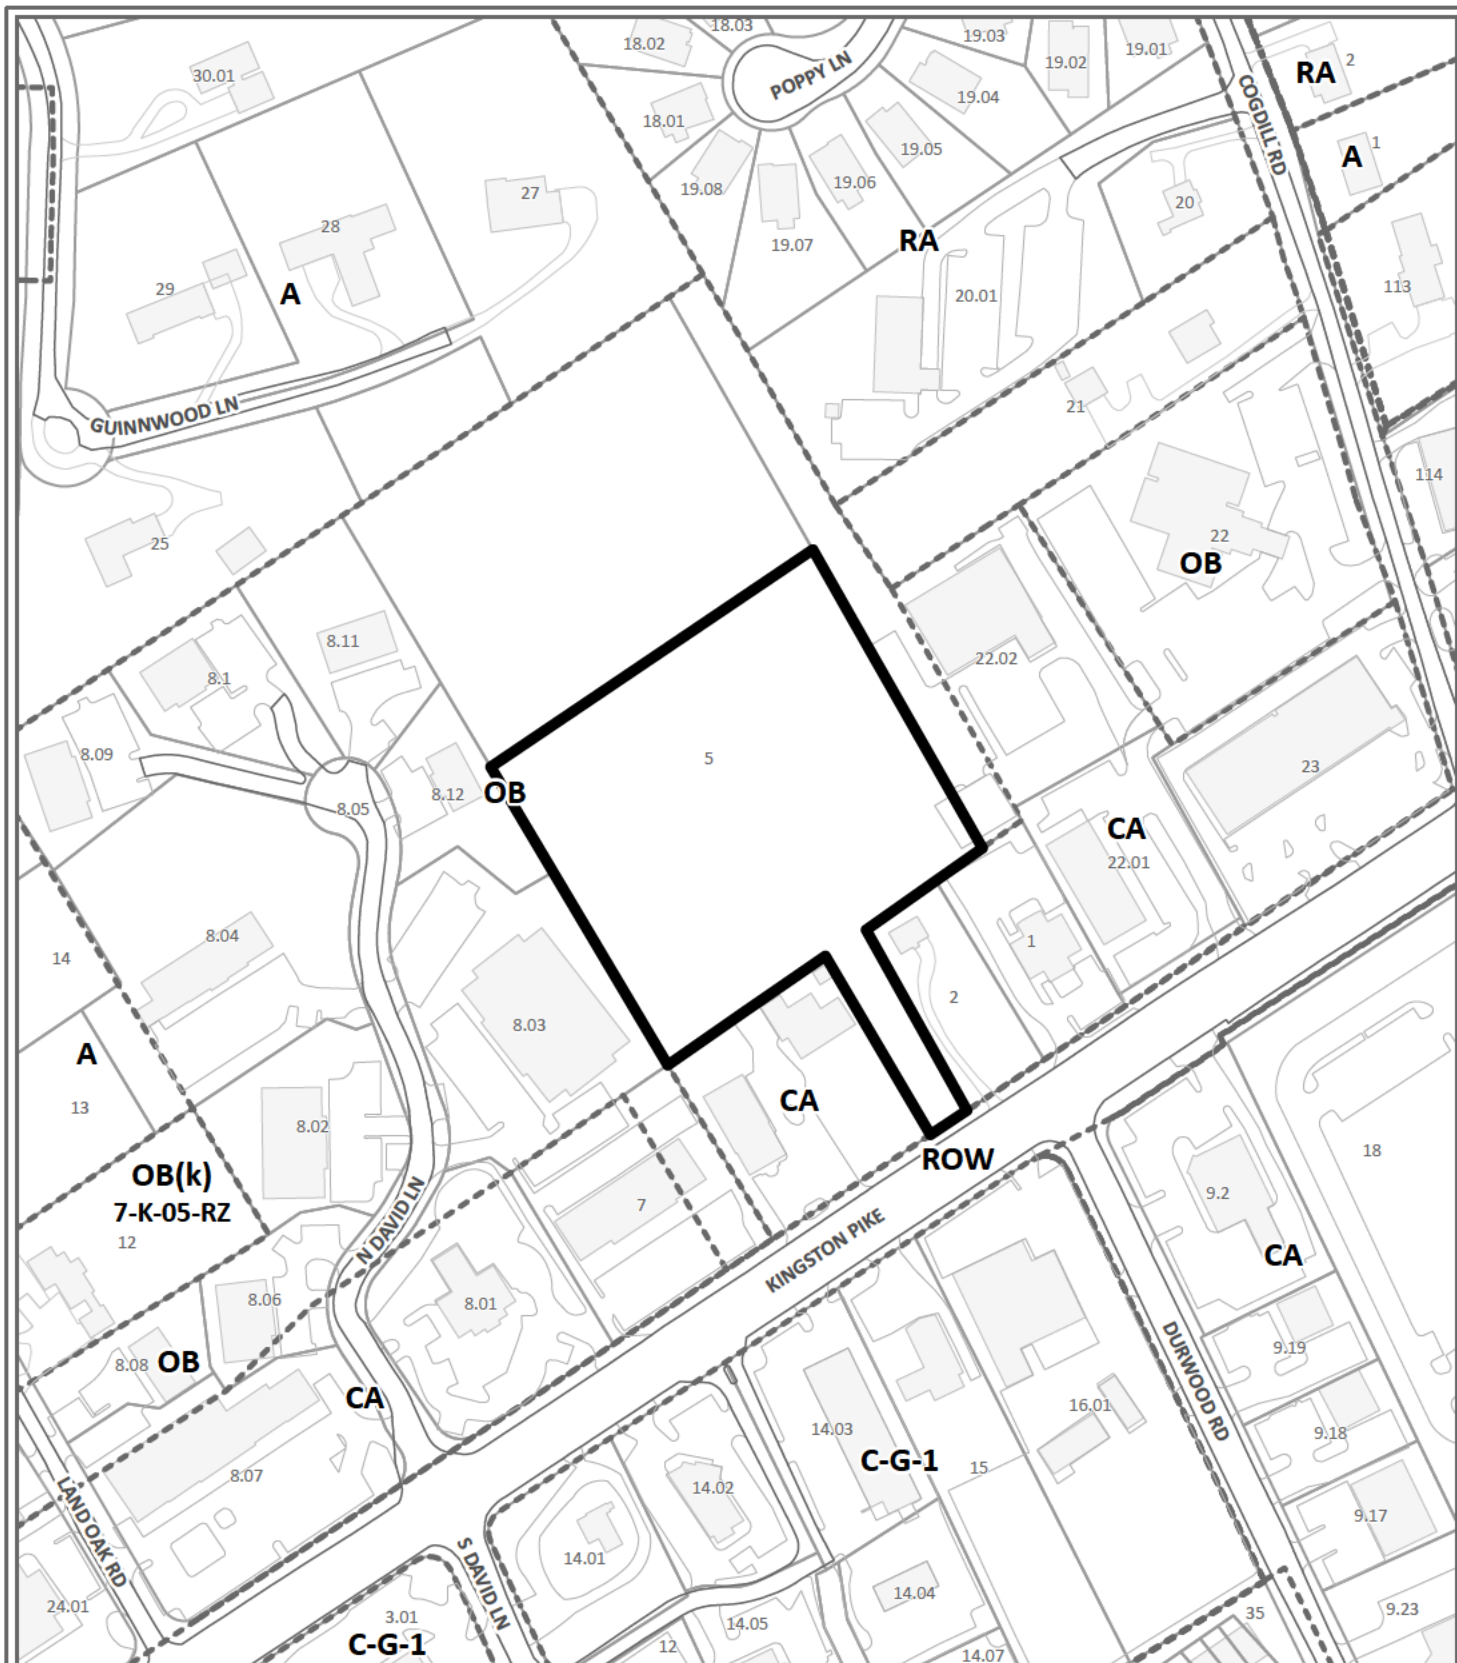 18.03
18.02
19.03
19.01
19.02
RA
2
30.01
POPPY LN
19.04
COGDILL RD
18.01
19.05
A
1
19.08
19.06
27
20
28
19.07
RA
29
A
20.01
113
21
GUINNWOOD LN
114
25
22
OB
8.11
22.02
8.1
8.09
5
23
8.12
OB
8.05
CA
22.01
8.04
1
14
2
8.03
A
CA
13
8.02
ROW
18
OB(k)
7-K-05-RZ
12
N DAVID LN
7
9.2
KINGSTON PIKE
CA
8.06
8.01
8.08
OB
DURWOOD RD
9.19
CA
16.01
14.03
9.18
C-G-1
15
8.07
14.02
LAND OAK RD
9.17
S DAVID LN
14.01
14.04
24.01
3.01
14.05
35
9.23
C-G-1
12
14.07